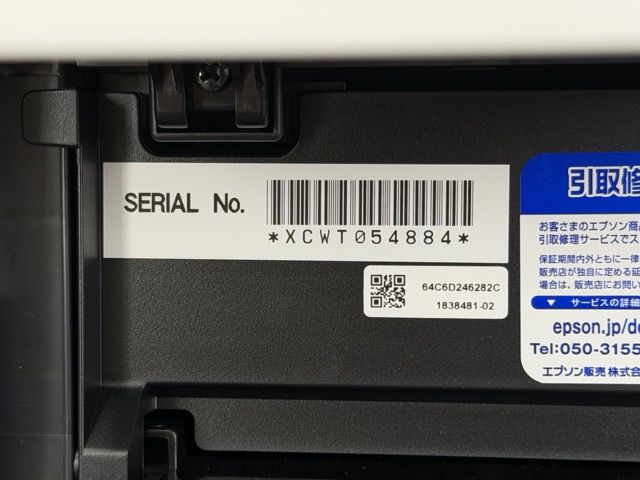 SERIAL No.
*XCWT054884*
64C6D246282C
1838481-02
引取修
お客さまのエプソン商
引取修理サービスでス
保証期間内外ともに一律
販売店が独自に定める延
場合は、販売店にお問い
▼ サービスの詳細
epson.jp/d
Tel:050-3155
エプソン販売 株式